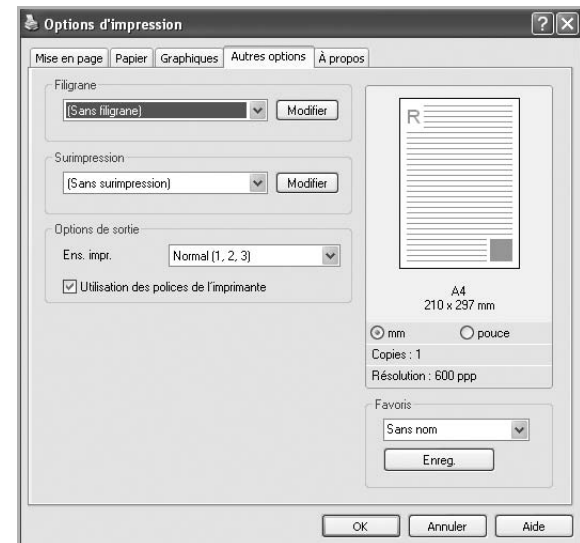 Options d'impression
Mise en page Papier Graphiques Autres options À propos
Filigrane
(Sans filigrane) Modifier
Surimpression
(Sans surimpression) Modifier
Options de sortie
Ens. impr. Normal (1, 2, 3)
Utilisation des polices de l'imprimante
R
A4
210 x 297 mm
mm pouce
Copies : 1
Résolution : 600 ppp
Favoris
Sans nom
Enreg.
OK Annuler Aide